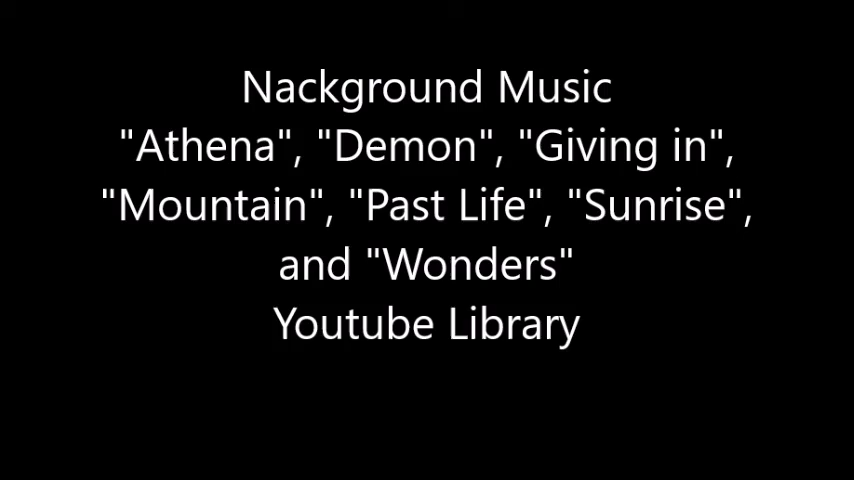 Nackground Music
"Athena", "Demon", "Giving in",
"Mountain", "Past Life", "Sunrise",
and "Wonders"
Youtube Library